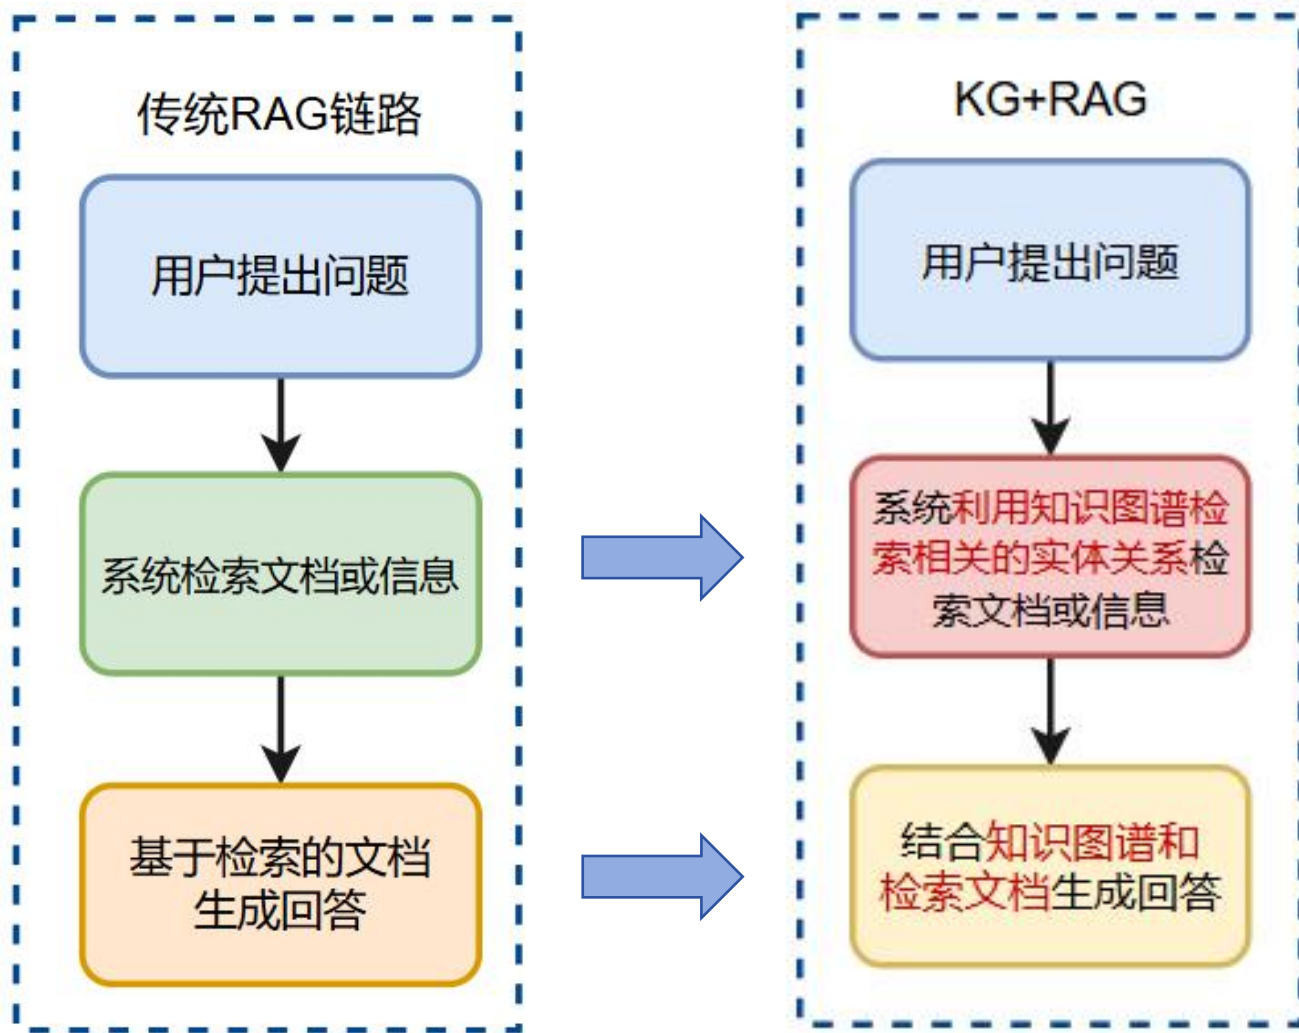 传统RAG链路
用户提出问题
系统检索文档或信息
基于检索的文档
生成回答
KG+RAG
用户提出问题
系统利用知识图谱检
索相关的实体关系检
索文档或信息
结合知识图谱和
检索文档生成回答